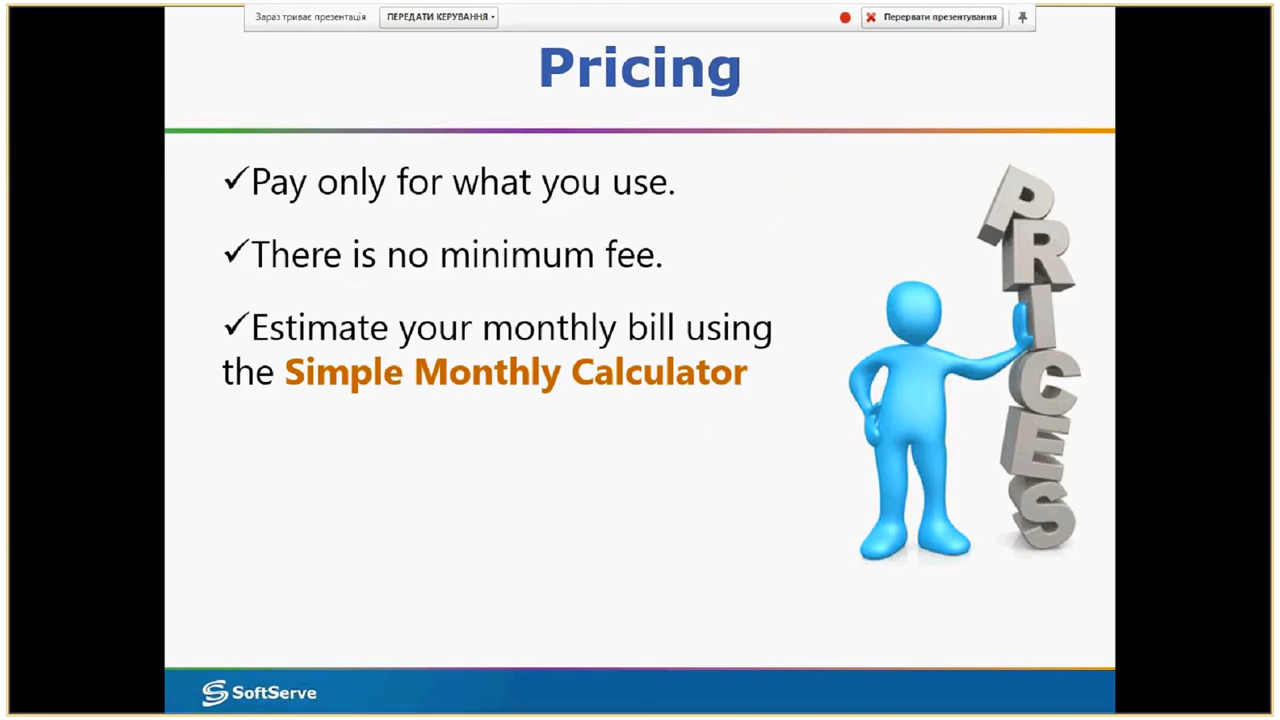 Зараз триває презентація
ПЕРЕДАТИ КЕРУВАННЯ
Перервати презентування
Pricing
✓Pay only for what you use.
✓There is no minimum fee.
✓Estimate your monthly bill using
the Simple Monthly Calculator
PRICES
SoftServe